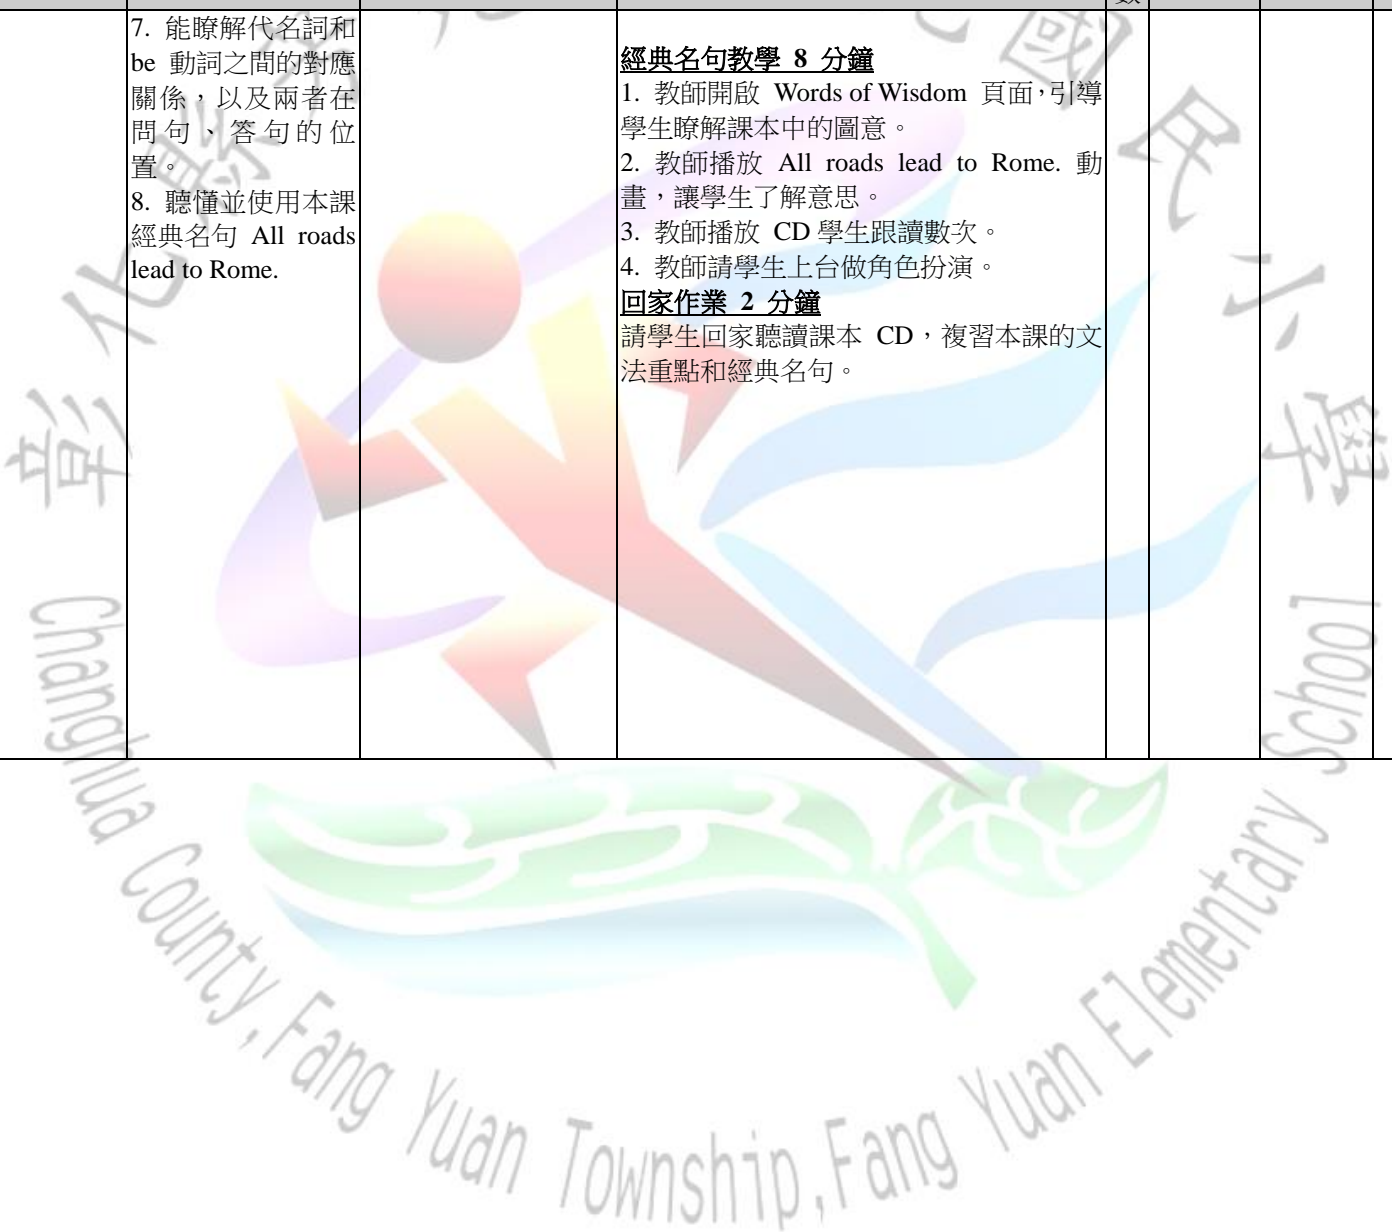 數
7. 能瞭解代名詞和
be 動詞之間的對應
關係，以及兩者在
問句、答句的位
置。
8. 聽懂並使用本課
經典名句 All roads
lead to Rome.
經典名句教學 8 分鐘
1. 教師開啟 Words of Wisdom 頁面，引導
學生瞭解課本中的圖意。
2. 教師播放 All roads lead to Rome. 動
畫，讓學生了解意思。
3. 教師播放 CD 學生跟讀數次。
4. 教師請學生上台做角色扮演。
回家作業 2 分鐘
請學生回家聽讀課本 CD，複習本課的文
法重點和經典名句。
彰化縣
國民小學
Changhua County, Fang Yuan Township, Fang Yuan Elementary School